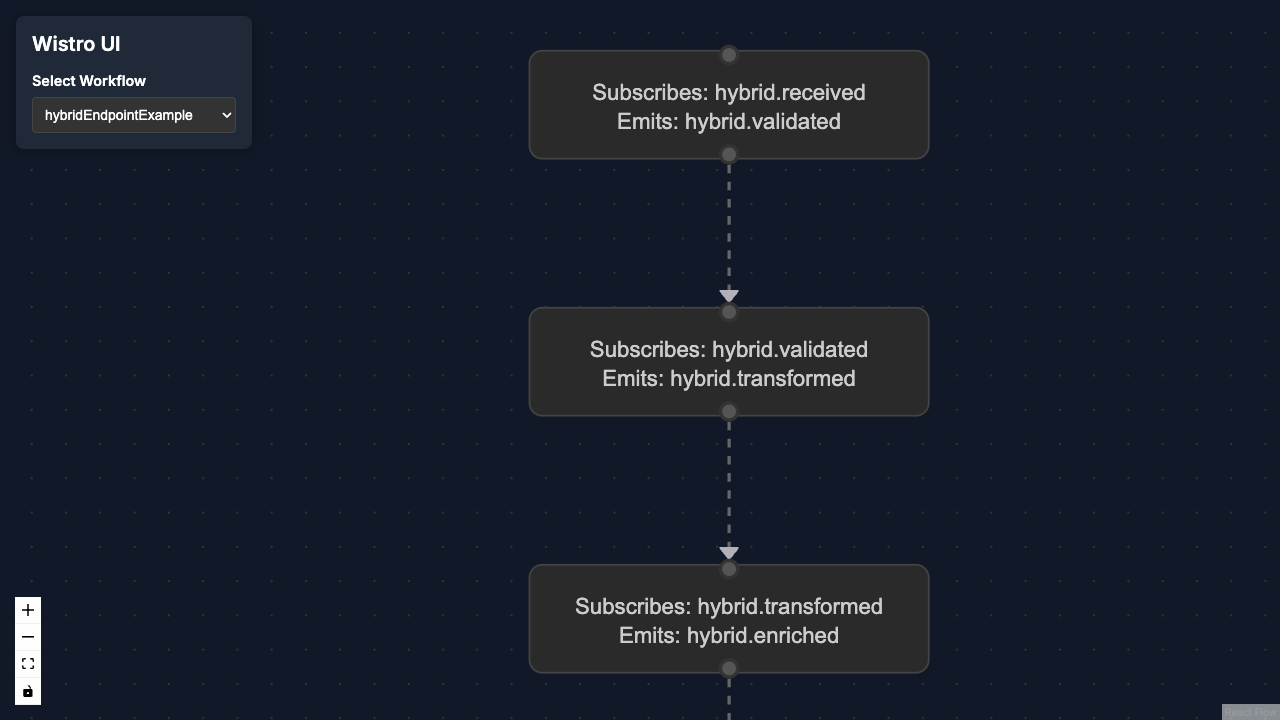 Wistro UI
Select Workflow
hybridEndpointExample
Subscribes: hybrid.received
Emits: hybrid.validated
Subscribes: hybrid.validated
Emits: hybrid.transformed
Subscribes: hybrid.transformed
Emits: hybrid.enriched
React Flow